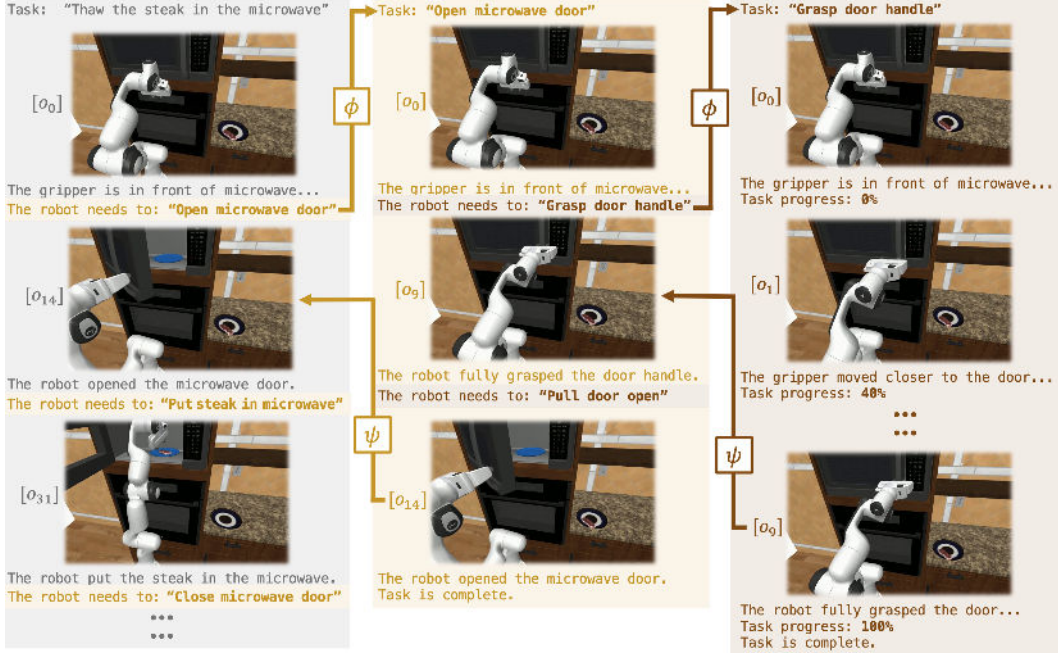 Task: “Thaw the steak in the microwave”
[o0]
The gripper is in front of microwave...
The robot needs to: “Open microwave door”
[o14]
The robot opened the microwave door.
The robot needs to: “Put steak in microwave”
[o31]
The robot put the steak in the microwave.
The robot needs to: “Close microwave door”
...
...
ϕ
ψ
Task: “Open microwave door”
[o0]
The gripper is in front of microwave...
The robot needs to: “Grasp door handle”
[o9]
The robot fully grasped the door handle.
The robot needs to: “Pull door open”
[o14]
The robot opened the microwave door.
Task is complete.
ϕ
ψ
Task: “Grasp door handle”
[o0]
The gripper is in front of microwave...
Task progress: 0%
[o1]
The gripper moved closer to the door...
Task progress: 40%
...
...
[o9]
The robot fully grasped the door...
Task progress: 100%
Task is complete.